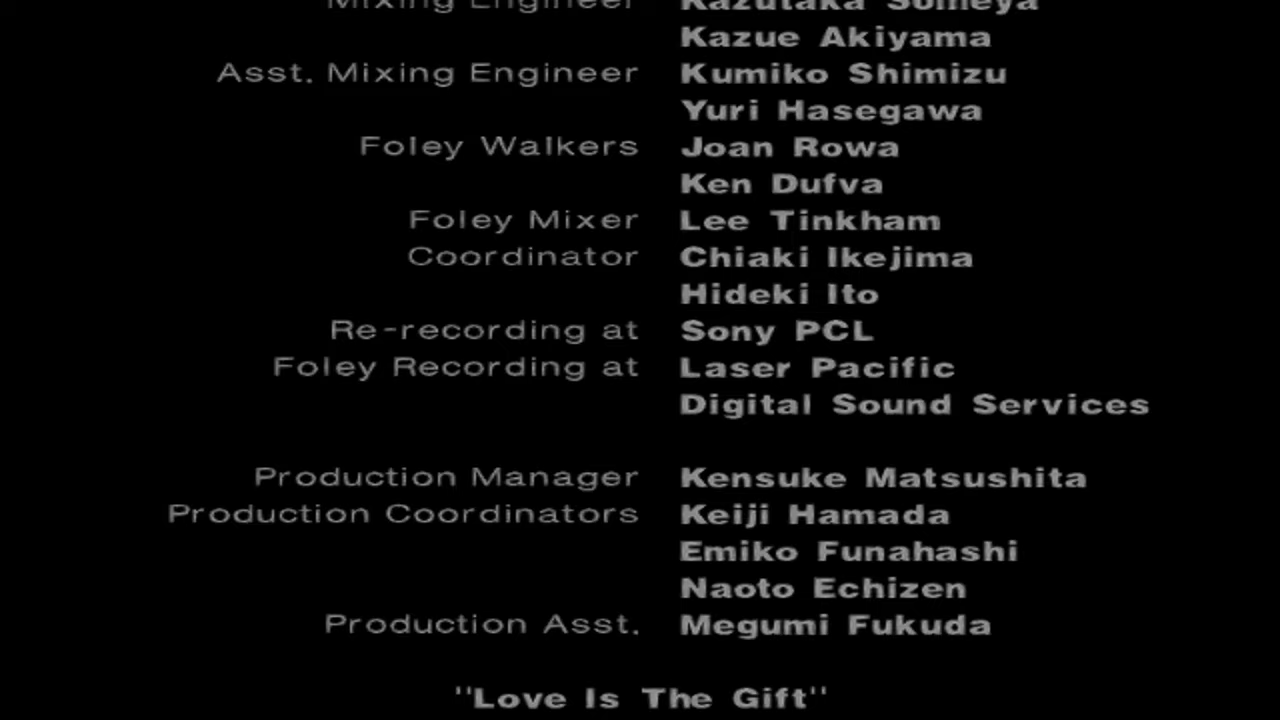 Mixing Engineer Kazutaka Someya
Kazue Akiyama
Asst. Mixing Engineer Kumiko Shimizu
Yuri Hasegawa
Foley Walkers Joan Rowa
Ken Dufva
Foley Mixer Lee Tinkham
Coordinator Chiaki Ikejima
Hideki Ito
Re-recording at Sony PCL
Foley Recording at Laser Pacific
Digital Sound Services
Production Manager Kensuke Matsushita
Production Coordinators Keiji Hamada
Emiko Funahashi
Naoto Echizen
Production Asst. Megumi Fukuda
"Love Is The Gift"